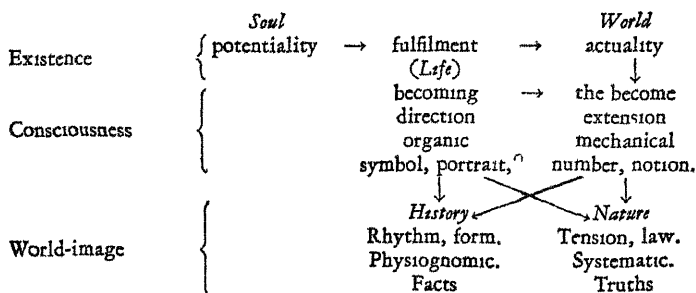 Soul World
Existence { potentiality → fulfilment → actuality
(Life)
Consciousness { becoming → the become
direction extension
organic mechanical
symbol, portrait, number, notion.
History Nature
World-image { Rhythm, form. Tension, law.
Physiognomic. Systematic.
Facts Truths